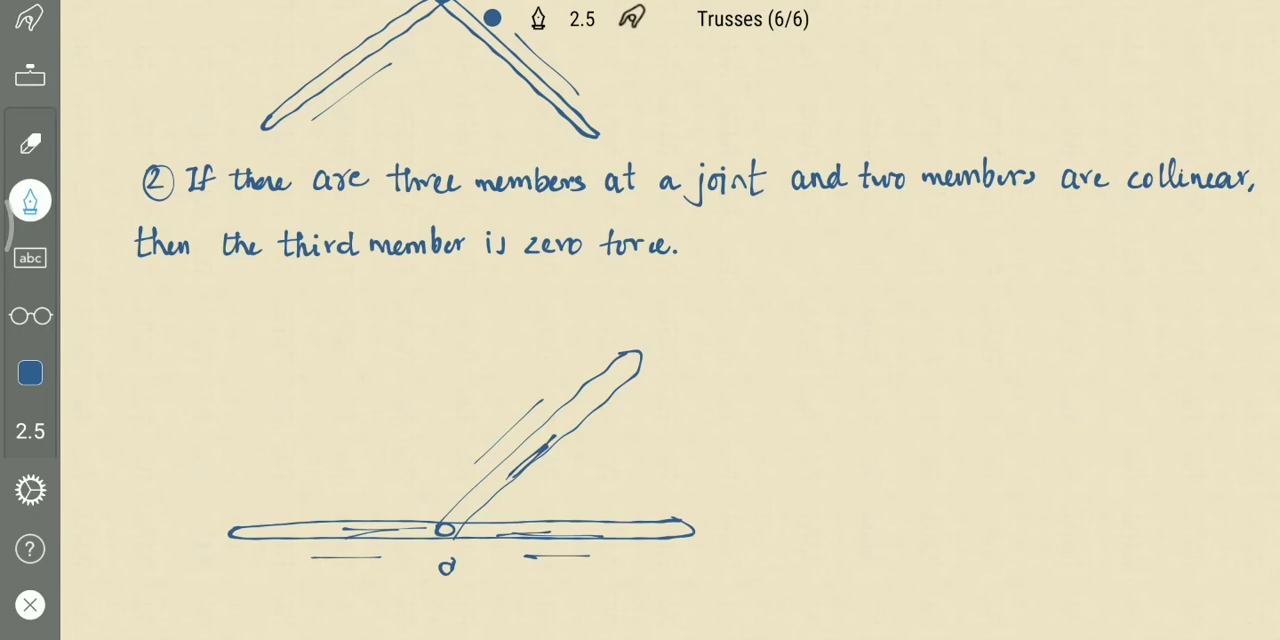 2.5 Trusses (6/6)
② If there are three members at a joint and two members are collinear,
then the third member is zero force.
abc
2.5
?